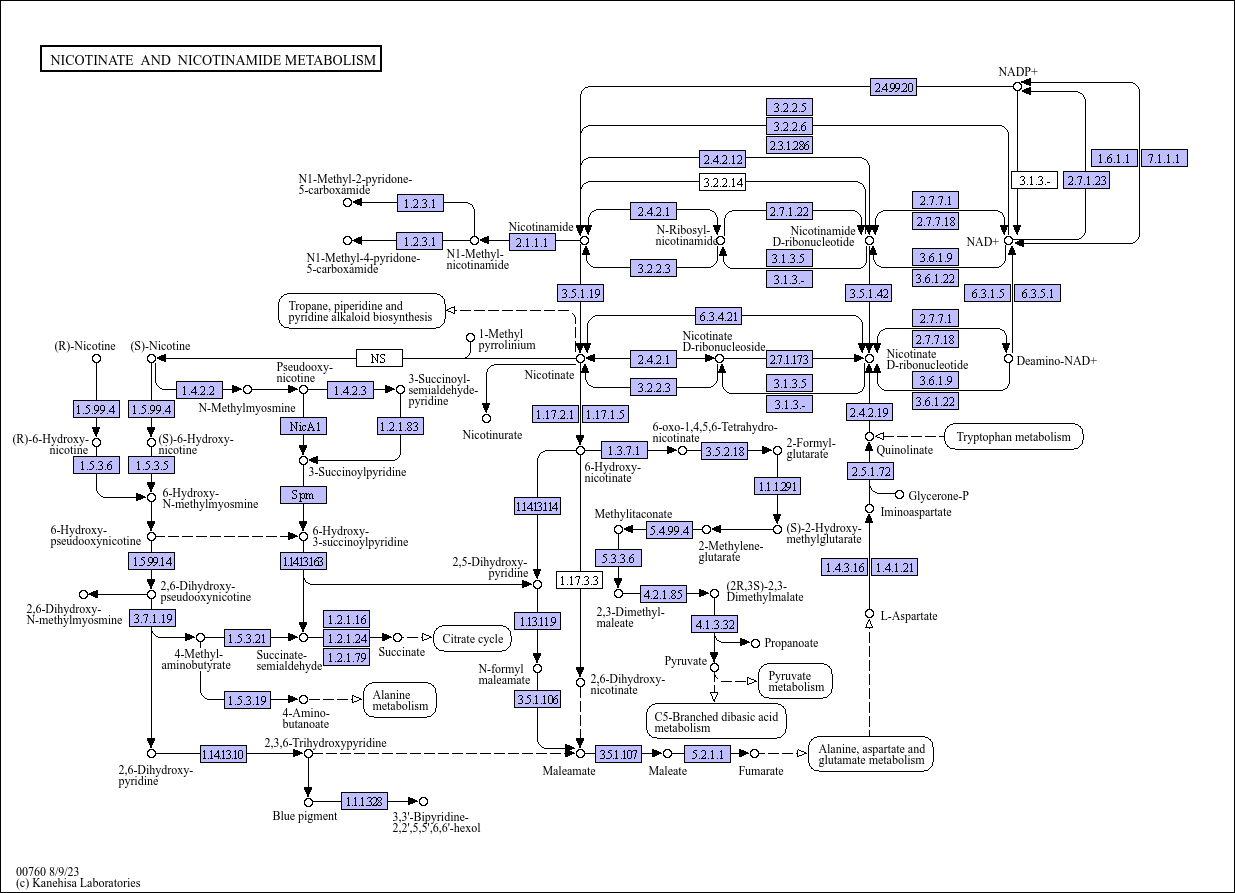 NICOTINATE AND NICOTINAMIDE METABOLISM
NADP+
2.4.99.20
3.2.2.5
3.2.2.6
2.3.1.286
2.4.2.12
3.2.2.14
1.6.1.1
7.1.1.1
3.1.3.-
2.7.1.23
N1-Methyl-2-pyridone-
5-carboxamide
1.2.3.1
1.2.3.1
N1-Methyl-4-pyridone-
5-carboxamide
N1-Methyl-
nicotinamide
2.1.1.1
Nicotinamide
2.4.2.1
N-Ribosyl-
nicotinamide
3.2.2.3
2.7.1.22
Nicotinamide
D-ribonucleotide
3.1.3.5
3.1.3.-
2.7.7.1
2.7.7.18
NAD+
3.6.1.9
3.6.1.22
3.5.1.19
3.5.1.42
6.3.1.5
6.3.5.1
Tropane, piperidine and
pyridine alkaloid biosynthesis
6.3.4.21
2.7.7.1
2.7.7.18
(R)-Nicotine
(S)-Nicotine
NS
1-Methyl
pyrrolinium
Nicotinate
2.4.2.1
Nicotinate
D-ribonucleoside
2.7.1.173
Nicotinate
D-ribonucleotide
Deamino-NAD+
3.2.2.3
3.1.3.5
3.1.3.-
3.6.1.9
3.6.1.22
1.4.2.2
N-Methylmyosmine
Pseudooxy-
nicotine
1.4.2.3
3-Succinoyl-
semialdehyde-
pyridine
1.5.99.4
1.5.99.4
NicA1
1.2.1.83
Nicotinurate
1.17.2.1
1.17.1.5
2.4.2.19
(R)-6-Hydroxy-
nicotine
(S)-6-Hydroxy-
nicotine
1.5.3.6
1.5.3.5
3-Succinoylpyridine
6-Hydroxy-
nicotinate
1.3.7.1
6-oxo-1,4,5,6-Tetrahydro-
nicotinate
3.5.2.18
2-Formyl-
glutarate
Quinolinate
Tryptophan metabolism
2.5.1.72
6-Hydroxy-
N-methylmyosmine
Spm
1.14.13.114
1.1.1.291
Glycerone-P
Iminoaspartate
6-Hydroxy-
pseudooxynicotine
6-Hydroxy-
3-succinoylpyridine
Methylitaconate
5.4.99.4
2-Methylene-
glutarate
(S)-2-Hydroxy-
methylglutarate
1.5.99.14
1.14.13.163
2,5-Dihydroxy-
pyridine
5.3.3.6
1.17.3.3
1.4.3.16
1.4.1.21
2,6-Dihydroxy-
N-methylmyosmine
2,6-Dihydroxy-
pseudooxynicotine
4.2.1.85
(2R,3S)-2,3-
Dimethylmalate
2,3-Dimethyl-
maleate
L-Aspartate
3.7.1.19
1.13.11.9
4.1.3.32
4-Methyl-
aminobutyrate
1.5.3.21
Succinate-
semialdehyde
1.2.1.16
1.2.1.24
1.2.1.79
Succinate
Citrate cycle
Propanoate
Pyruvate
N-formyl
maleamate
2,6-Dihydroxy-
nicotinate
Pyruvate
metabolism
1.5.3.19
4-Amino-
butanoate
Alanine
metabolism
3.5.1.106
C5-Branched dibasic acid
metabolism
2,6-Dihydroxy-
pyridine
1.14.13.10
2,3,6-Trihydroxypyridine
Maleamate
3.5.1.107
Maleate
5.2.1.1
Fumarate
Alanine, aspartate and
glutamate metabolism
Blue pigment
1.1.1.328
3,3'-Bipyridine-
2,2',5,5',6,6'-hexol
00760 8/9/23
(c) Kanehisa Laboratories